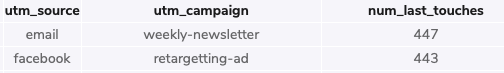 utm_source utm_campaign num_last_touches
email weekly-newsletter 447
facebook retargetting-ad 443